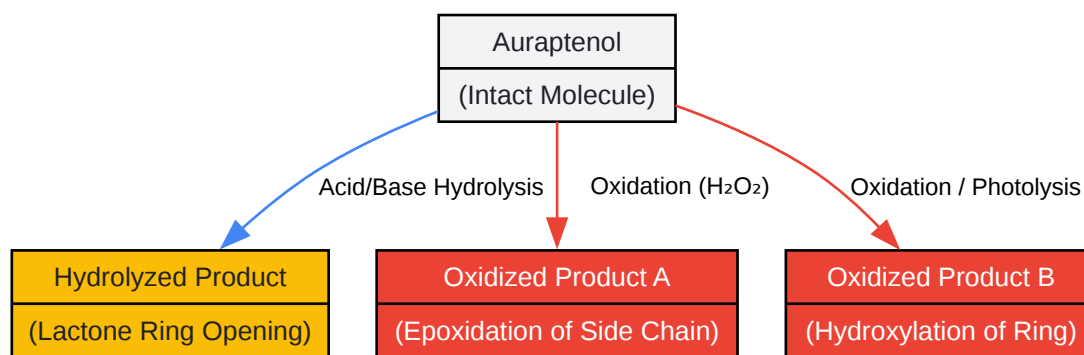 Auraptenol
(Intact Molecule)
Acid/Base Hydrolysis
Oxidation (H₂O₂)
Oxidation / Photolysis
Hydrolyzed Product
(Lactone Ring Opening)
Oxidized Product A
(Epoxidation of Side Chain)
Oxidized Product B
(Hydroxylation of Ring)